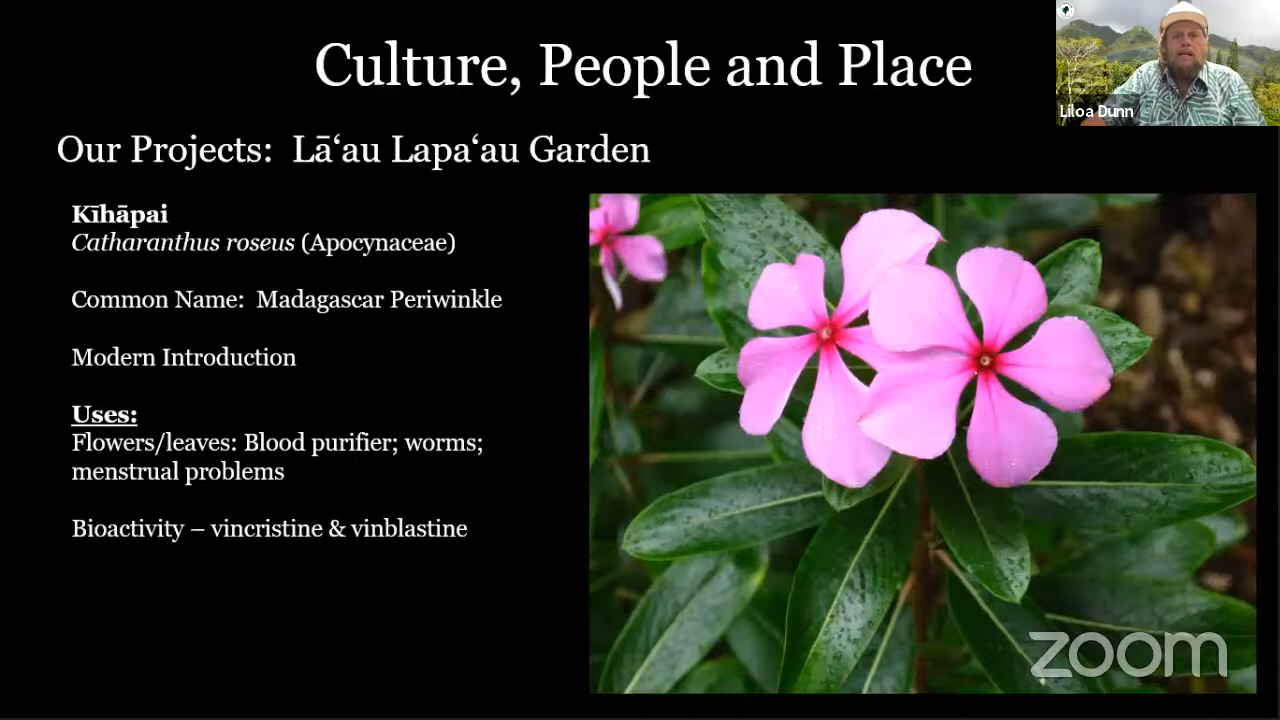 Culture, People and Place
Liloa Dunn
Our Projects: Lāʻau Lapaʻau Garden
Kīhāpai
Catharanthus roseus (Apocynaceae)
Common Name: Madagascar Periwinkle
Modern Introduction
Uses:
Flowers/leaves: Blood purifier; worms;
menstrual problems
Bioactivity – vincristine & vinblastine
zoom